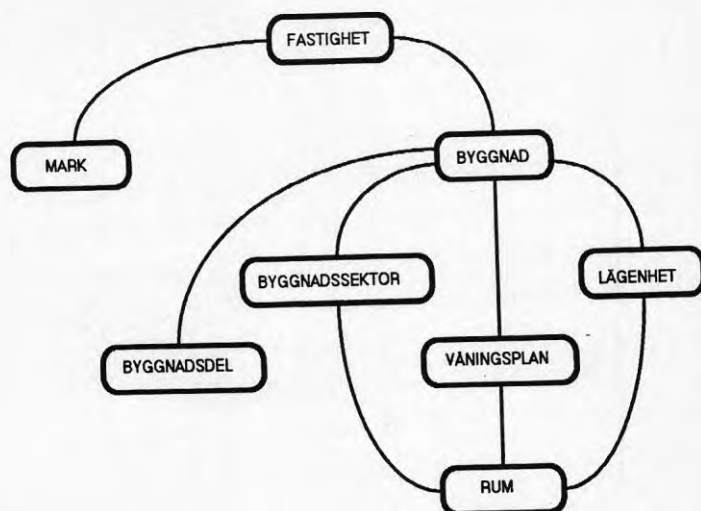 FASTIGHET
MARK
BYGGNAD
BYGGNADSSEKTOR
LÄGENHET
BYGGNADSDEL
VÅNINGSPLAN
RUM